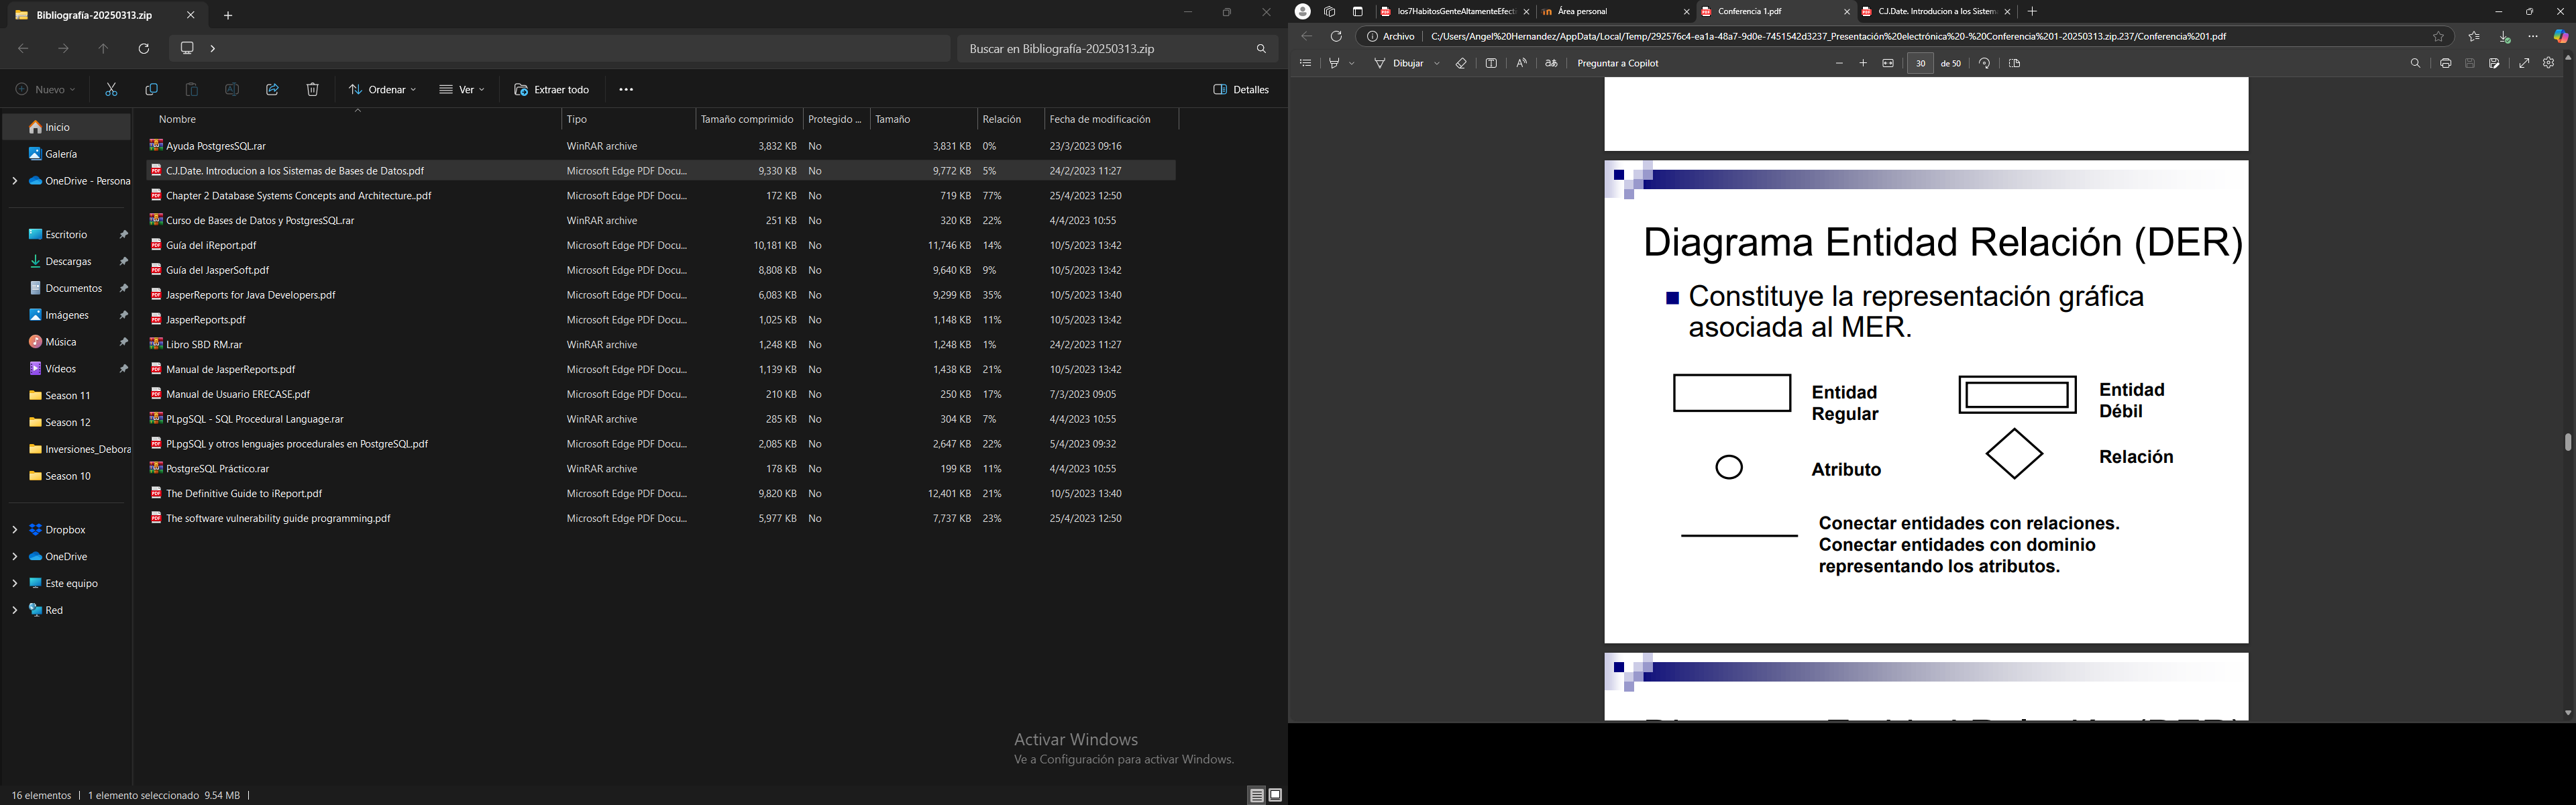 Bibliografía-20250313.zip
Buscar en Bibliografía-20250313.zip
Nuevo
Ordenar
Ver
Extraer todo
Detalles
Inicio
Galería
OneDrive - Persona
Escritorio
Descargas
Documentos
Imágenes
Música
Vídeos
Season 11
Season 12
Inversiones_Debora
Season 10
Dropbox
OneDrive
Este equipo
Red
Nombre Tipo Tamaño comprimido Protegido ... Tamaño Relación Fecha de modificación
Ayuda PostgresSQL.rar WinRAR archive 3,832 KB No 3,831 KB 0% 23/3/2023 09:16
C.J.Date. Introducion a los Sistemas de Bases de Datos.pdf Microsoft Edge PDF Docu... 9,330 KB No 9,772 KB 5% 24/2/2023 11:27
Chapter 2 Database Systems Concepts and Architecture..pdf Microsoft Edge PDF Docu... 172 KB No 719 KB 77% 25/4/2023 12:50
Curso de Bases de Datos y PostgresSQL.rar WinRAR archive 251 KB No 320 KB 22% 4/4/2023 10:55
Guía del iReport.pdf Microsoft Edge PDF Docu... 10,181 KB No 11,746 KB 14% 10/5/2023 13:42
Guía del JasperSoft.pdf Microsoft Edge PDF Docu... 8,808 KB No 9,640 KB 9% 10/5/2023 13:42
JasperReports for Java Developers.pdf Microsoft Edge PDF Docu... 6,083 KB No 9,299 KB 35% 10/5/2023 13:40
JasperReports.pdf Microsoft Edge PDF Docu... 1,025 KB No 1,148 KB 11% 10/5/2023 13:42
Libro SBD RM.rar WinRAR archive 1,248 KB No 1,248 KB 1% 24/2/2023 11:27
Manual de JasperReports.pdf Microsoft Edge PDF Docu... 1,139 KB No 1,438 KB 21% 10/5/2023 13:42
Manual de Usuario ERECASE.pdf Microsoft Edge PDF Docu... 210 KB No 250 KB 17% 7/3/2023 09:05
PLpgSQL - SQL Procedural Language.rar WinRAR archive 285 KB No 304 KB 7% 4/4/2023 10:55
PLpgSQL y otros lenguajes procedurales en PostgreSQL.pdf Microsoft Edge PDF Docu... 2,085 KB No 2,647 KB 22% 5/4/2023 09:32
PostgreSQL Práctico.rar WinRAR archive 178 KB No 199 KB 11% 4/4/2023 10:55
The Definitive Guide to iReport.pdf Microsoft Edge PDF Docu... 9,820 KB No 12,401 KB 21% 10/5/2023 13:40
The software vulnerability guide programming.pdf Microsoft Edge PDF Docu... 5,977 KB No 7,737 KB 23% 25/4/2023 12:50
Activar Windows
Ve a Configuración para activar Windows.
16 elementos 1 elemento seleccionado 9.54 MB
los7HabitosGenteAltamenteEfecti
Área personal
Conferencia 1.pdf
C.J.Date. Introducion a los Sistem
Archivo C:/Users/Angel%20Hernandez/AppData/Local/Temp/292576c4-ea1a-48a7-9d0e-7451542d3237_Presentación%20electrónica%20-%20Conferencia%201-20250313.zip.237/Conferencia%201.pdf
Dibujar
Preguntar a Copilot
30 de 50
Diagrama Entidad Relación (DER)
Constituye la representación gráfica
asociada al MER.
Entidad
Regular
Entidad
Débil
Atributo
Relación
Conectar entidades con relaciones.
Conectar entidades con dominio
representando los atributos.